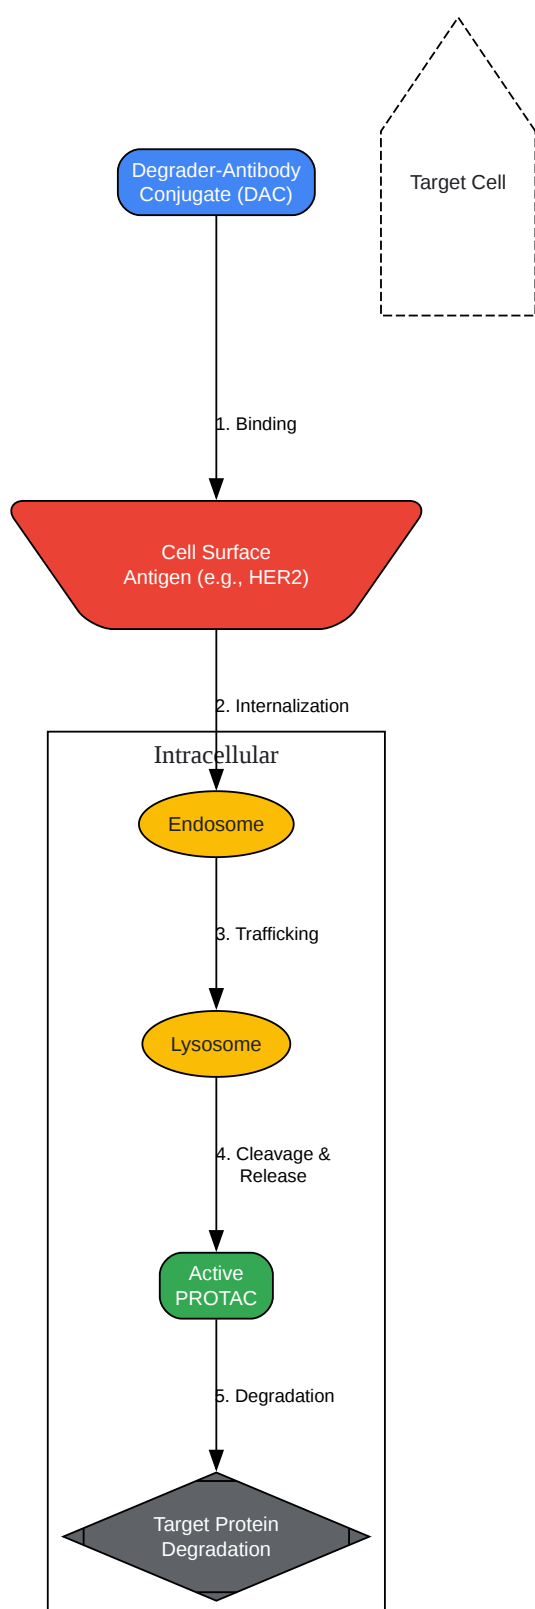 Degrader-Antibody
Conjugate (DAC)
Target Cell
1. Binding
Cell Surface
Antigen (e.g., HER2)
2. Internalization
Intracellular
Endosome
3. Trafficking
Lysosome
4. Cleavage &
Release
Active
PROTAC
5. Degradation
Target Protein
Degradation